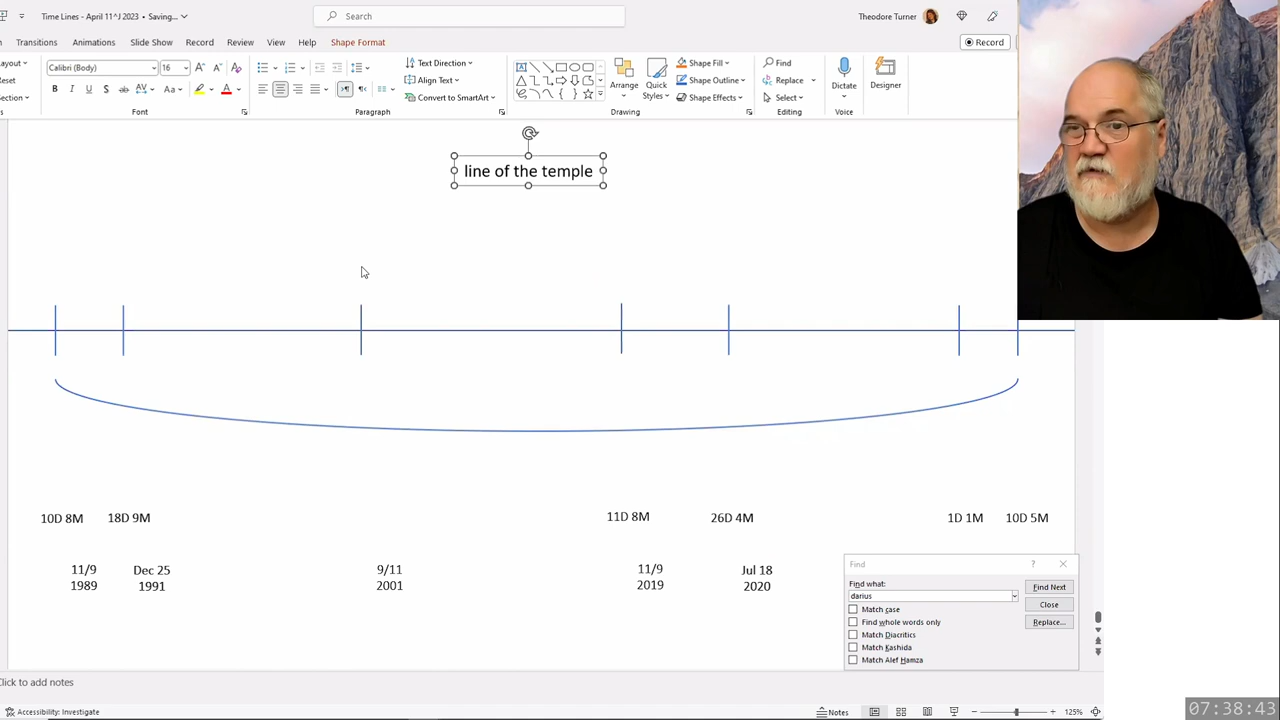 Time Lines - April 11^J 2023 • Saving...
Search
Theodore Turner
Transitions Animations Slide Show Record Review View Help Shape Format
Record
Layout
Reset
Section
Calibri (Body) 16
Font
Text Direction
Align Text
Convert to SmartArt
Paragraph
Arrange
Quick Styles
Shape Fill
Shape Outline
Shape Effects
Drawing
Find
Replace
Select
Editing
Dictate
Voice
Designer
line of the temple
10D 8M 18D 9M 11D 8M 26D 4M 1D 1M 10D 5M
11/9 Dec 25 9/11 11/9 Jul 18
1989 1991 2001 2019 2020
Find ?
Find what:
darius
Match case
Find whole words only
Match Diacritics
Match Kashida
Match Alef Hamza
Find Next
Close
Replace...
Click to add notes
Accessibility: Investigate
Notes
125%
07:38:43